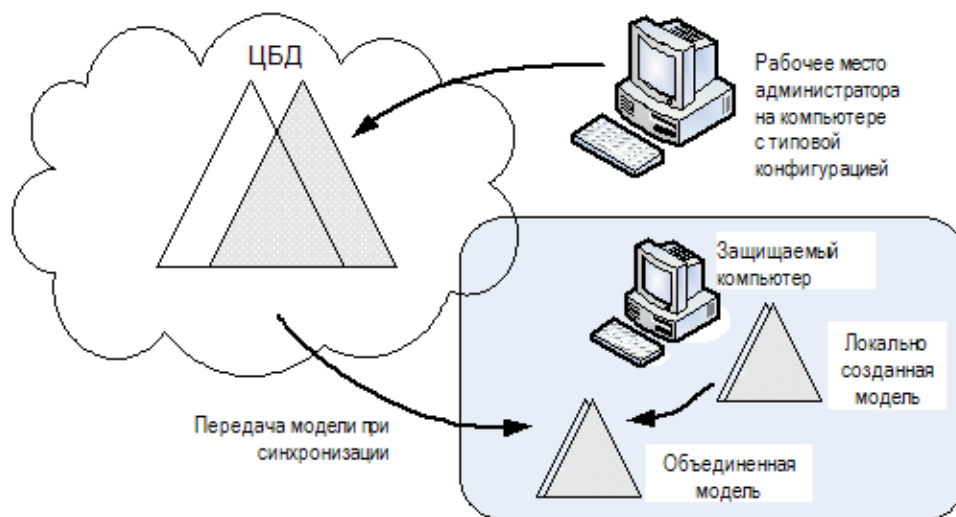 ЦБД
Рабочее место
администратора
на компьютере
с типовой
конфигурацией
Защищаемый
компьютер
Локально
созданная
модель
Передача модели при
синхронизации
Объединенная
модель